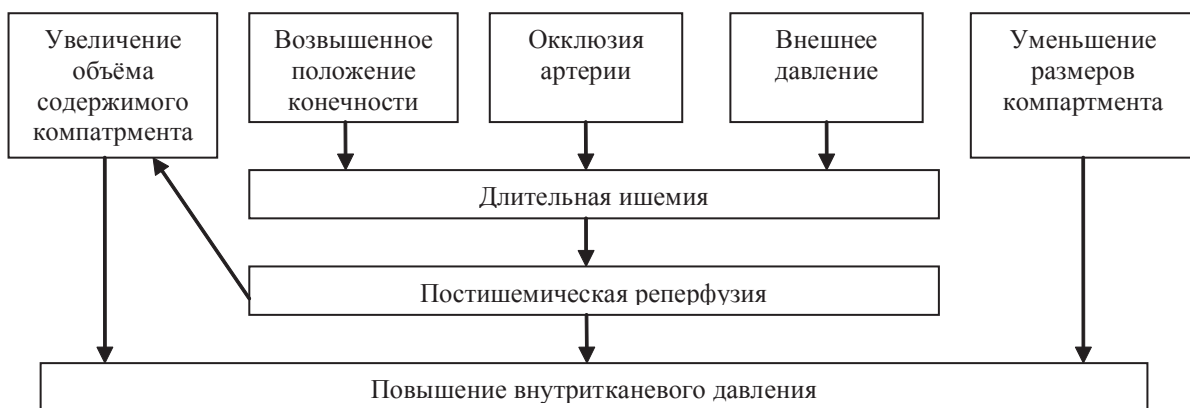 Увеличение
объёма
содержимого
компатрмента
Возвышенное
положение
конечности
Окклюзия
артерии
Внешнее
давление
Уменьшение
размеров
компартмента
Длительная ишемия
Постишемическая реперфузия
Повышение внутритканевого давления